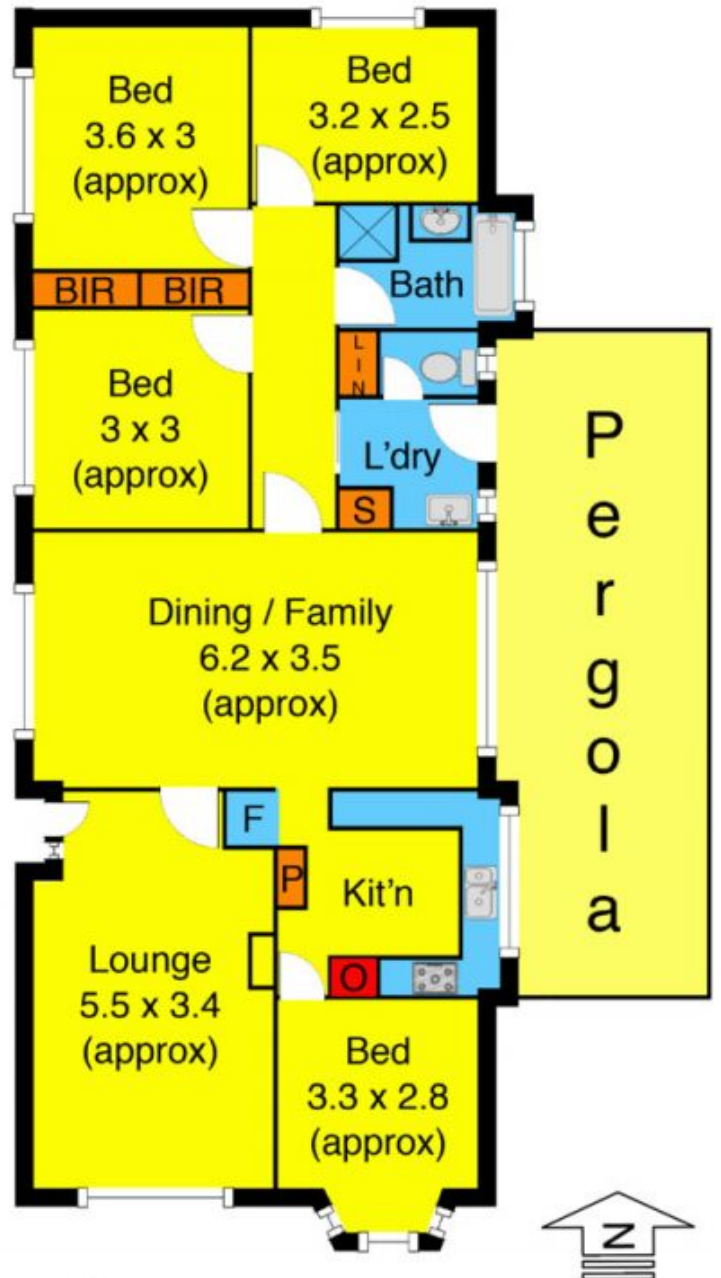 Bed
3.6 x 3
(approx)
Bed
3.2 x 2.5
(approx)
BIR
BIR
Bath
LIN
Bed
3 x 3
(approx)
L'dry
S
Pergola
Dining / Family
6.2 x 3.5
(approx)
F
P
Kit'n
O
Lounge
5.5 x 3.4
(approx)
Bed
3.3 x 2.8
(approx)
N